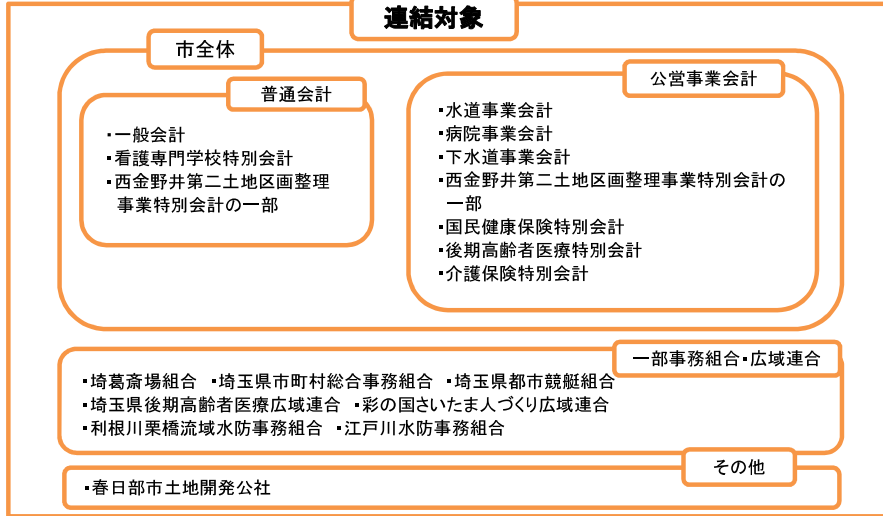 連結対象
市全体
普通会計
・一般会計
・看護専門学校特別会計
・西金野井第二土地区画整理
事業特別会計の一部
公営事業会計
・水道事業会計
・病院事業会計
・下水道事業会計
・西金野井第二土地区画整理事業特別会計の
一部
・国民健康保険特別会計
・後期高齢者医療特別会計
・介護保険特別会計
一部事務組合・広域連合
・埼葛斎場組合 ・埼玉県市町村総合事務組合 ・埼玉県都市競艇組合
・埼玉県後期高齢者医療広域連合 ・彩の国さいたま人づくり広域連合
・利根川栗橋流域水防事務組合 ・江戸川水防事務組合
その他
・春日部市土地開発公社